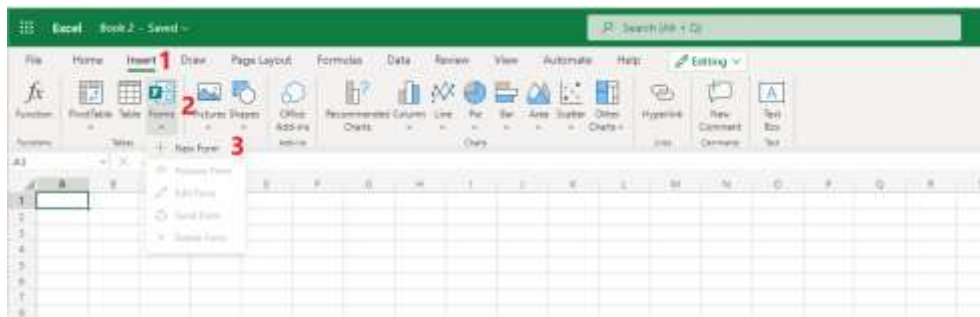 Excel Book 2 - Saved
Search (Alt + Q)
File Home Insert 1 Draw Page Layout Formulas Data Review View Automate Help Editing
fx 2
Function PivotTable Table Forms Pictures Shapes Office Add-ins Recommended Charts Column Line Pie Bar Area Scatter Other Charts Hyperlink New Comment Text Box
Functions Tables Add-ins Charts Links Comments Text
New Form 3
A B E F G H I J K L M N O P Q R
Preview Form
1
Edit Form
2
Send Form
3
Delete Form
4
5
6
7
8